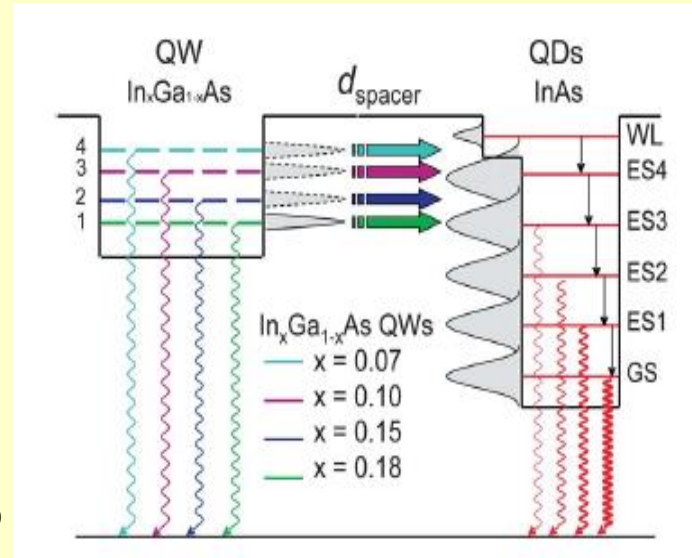 QW
InₓGa₁₋ₓAs
d_spacer
QDs
InAs
4
3
2
1
WL
ES4
ES3
ES2
ES1
GS
InₓGa₁₋ₓAs QWs
x = 0.07
x = 0.10
x = 0.15
x = 0.18